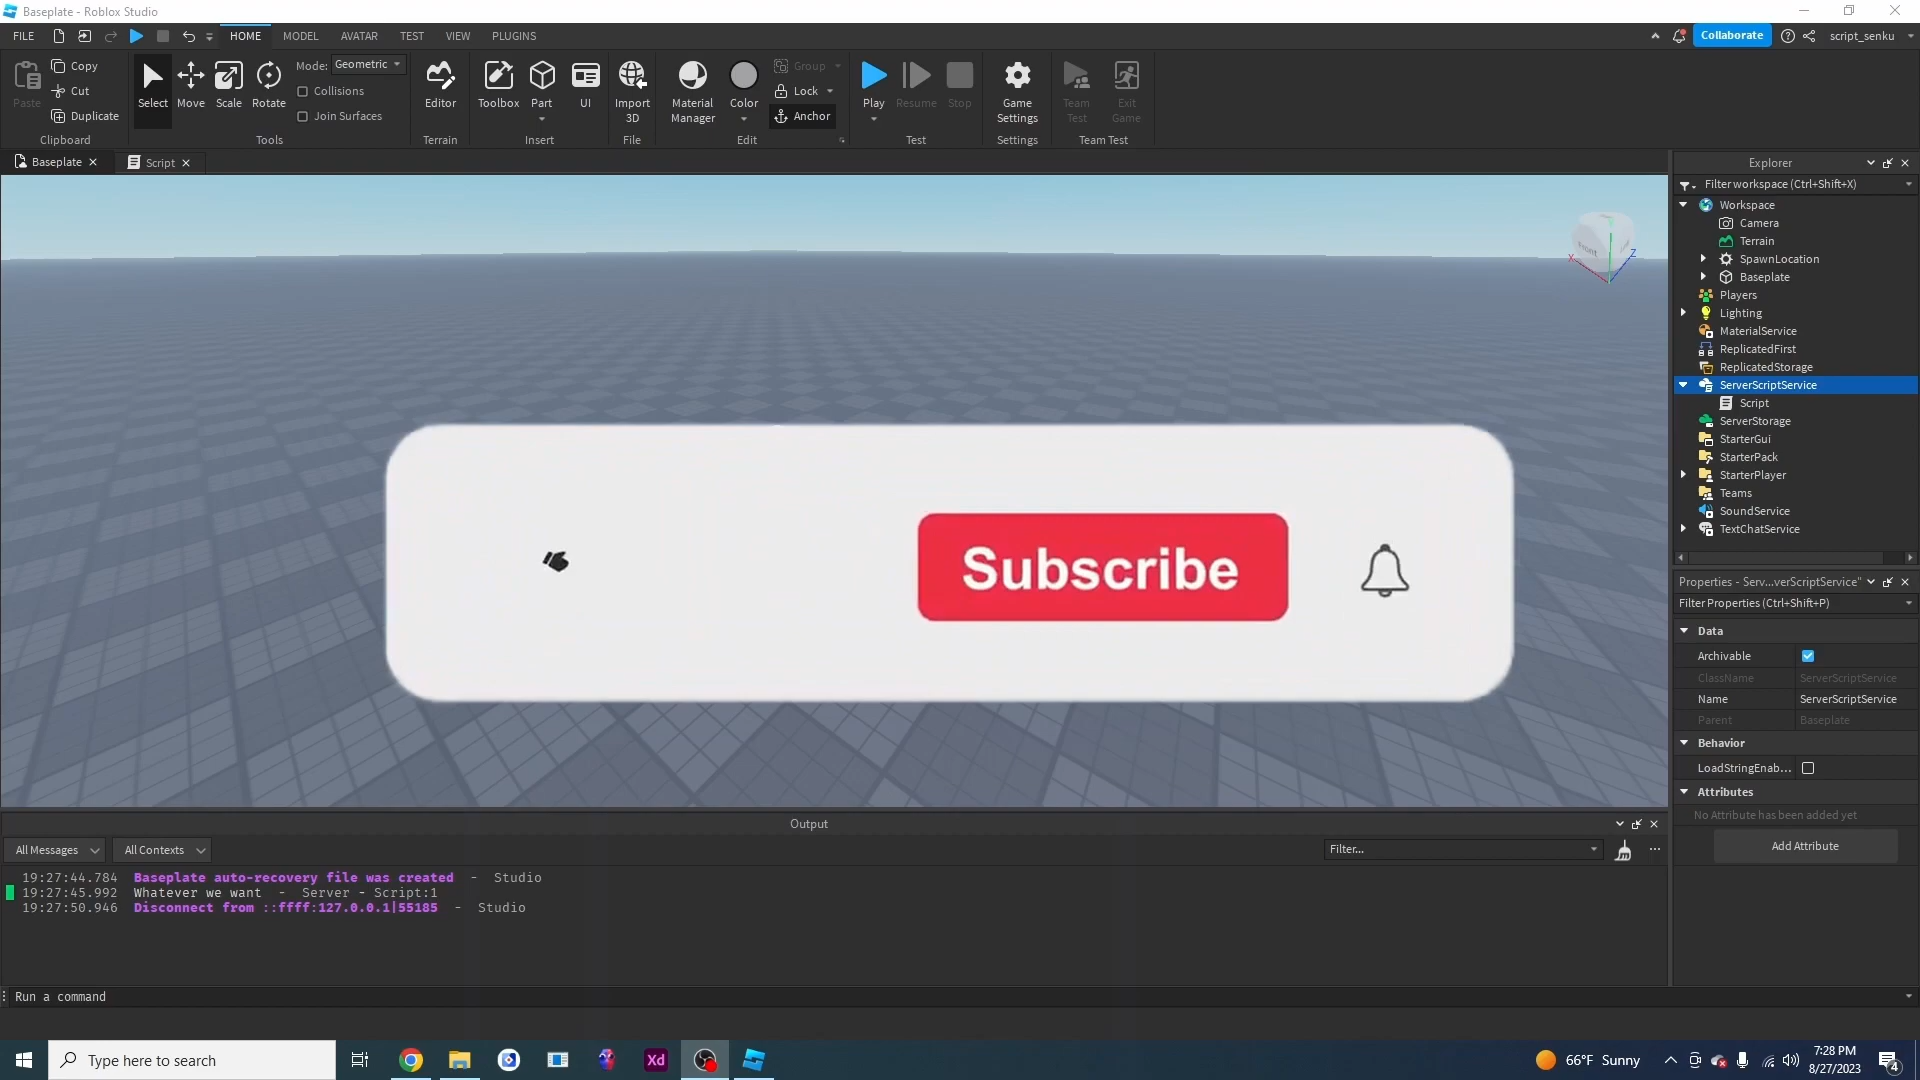 Baseplate - Roblox Studio
FILE HOME MODEL AVATAR TEST VIEW PLUGINS Collaborate script_senku
Paste Copy Cut Duplicate Clipboard
Select Move Scale Rotate Mode: Geometric Collisions Join Surfaces Tools
Editor Terrain
Toolbox Part UI Insert
Import 3D File
Material Manager Color Group Lock Anchor Edit
Play Resume Stop Test
Game Settings Settings
Team Test Exit Game Team Test
Baseplate Script
Front
X
Z
Subscribe
Explorer
Filter workspace (Ctrl+Shift+X)
Workspace
Camera
Terrain
SpawnLocation
Baseplate
Players
Lighting
MaterialService
ReplicatedFirst
ReplicatedStorage
ServerScriptService
Script
ServerStorage
StarterGui
StarterPack
StarterPlayer
Teams
SoundService
TextChatService
Properties - Serv...verScriptService"
Filter Properties (Ctrl+Shift+P)
Data
Archivable
ClassName ServerScriptService
Name ServerScriptService
Parent Baseplate
Behavior
LoadStringEnab...
Attributes
No Attribute has been added yet
Add Attribute
Output
All Messages All Contexts Filter...
19:27:44.784 Baseplate auto-recovery file was created - Studio
19:27:45.992 Whatever we want - Server - Script:1
19:27:50.946 Disconnect from ::ffff:127.0.0.1|55185 - Studio
Run a command
Type here to search
Xd
66°F Sunny
7:28 PM
8/27/2023
4